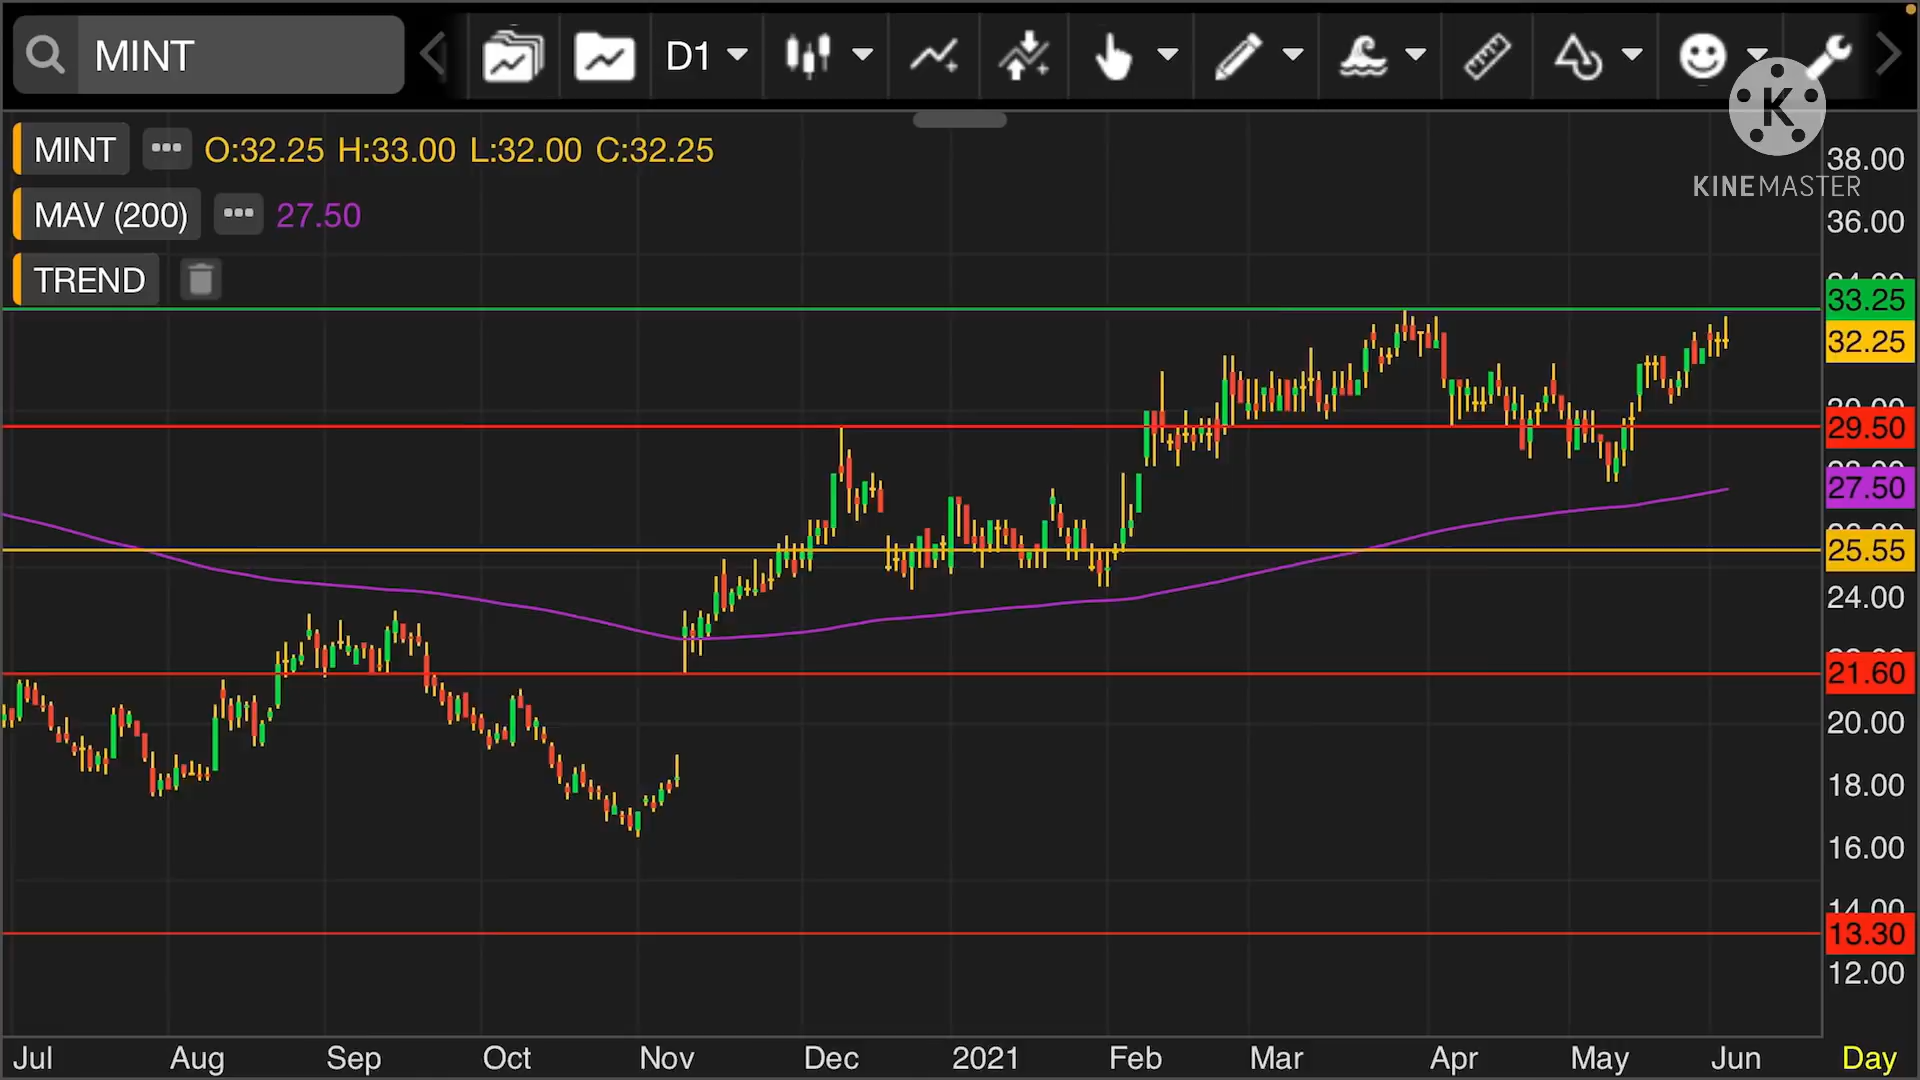 MINT
D1
K
KINEMASTER
MINT ••• O:32.25 H:33.00 L:32.00 C:32.25
MAV (200) ••• 27.50
TREND
38.00
36.00
33.25
32.25
29.50
27.50
25.55
24.00
21.60
20.00
18.00
16.00
14.00
13.30
12.00
Jul Aug Sep Oct Nov Dec 2021 Feb Mar Apr May Jun Day